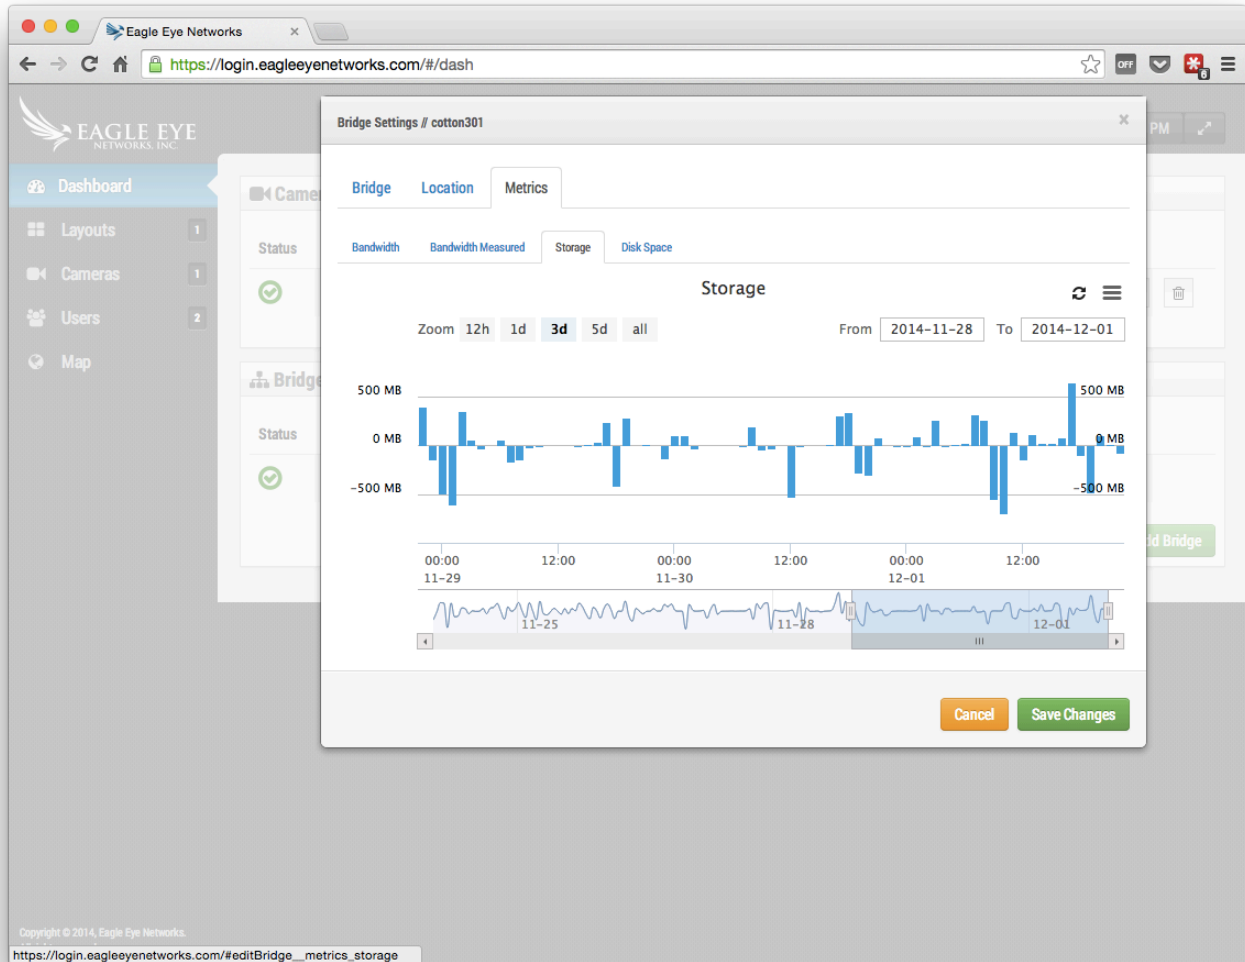 Eagle Eye Networks
https://login.eagleeyenetworks.com/#/dash
OFF
6
EAGLE EYE
NETWORKS, INC
PM
Bridge Settings // cotton301
Dashboard
Layouts 1
Cameras 1
Users 2
Map
Came
Status
Bridge
Status
dd Bridge
Bridge Location Metrics
Bandwidth Bandwidth Measured Storage Disk Space
Storage
Zoom 12h 1d 3d 5d all From 2014-11-28 To 2014-12-01
500 MB 500 MB
0 MB 0 MB
-500 MB -500 MB
00:00 12:00 00:00 12:00 00:00 12:00
11-29 11-30 12-01
11-25 11-28 12-01
Cancel Save Changes
Copyright © 2014, Eagle Eye Networks.
https://login.eagleeyenetworks.com/#editBridge__metrics_storage